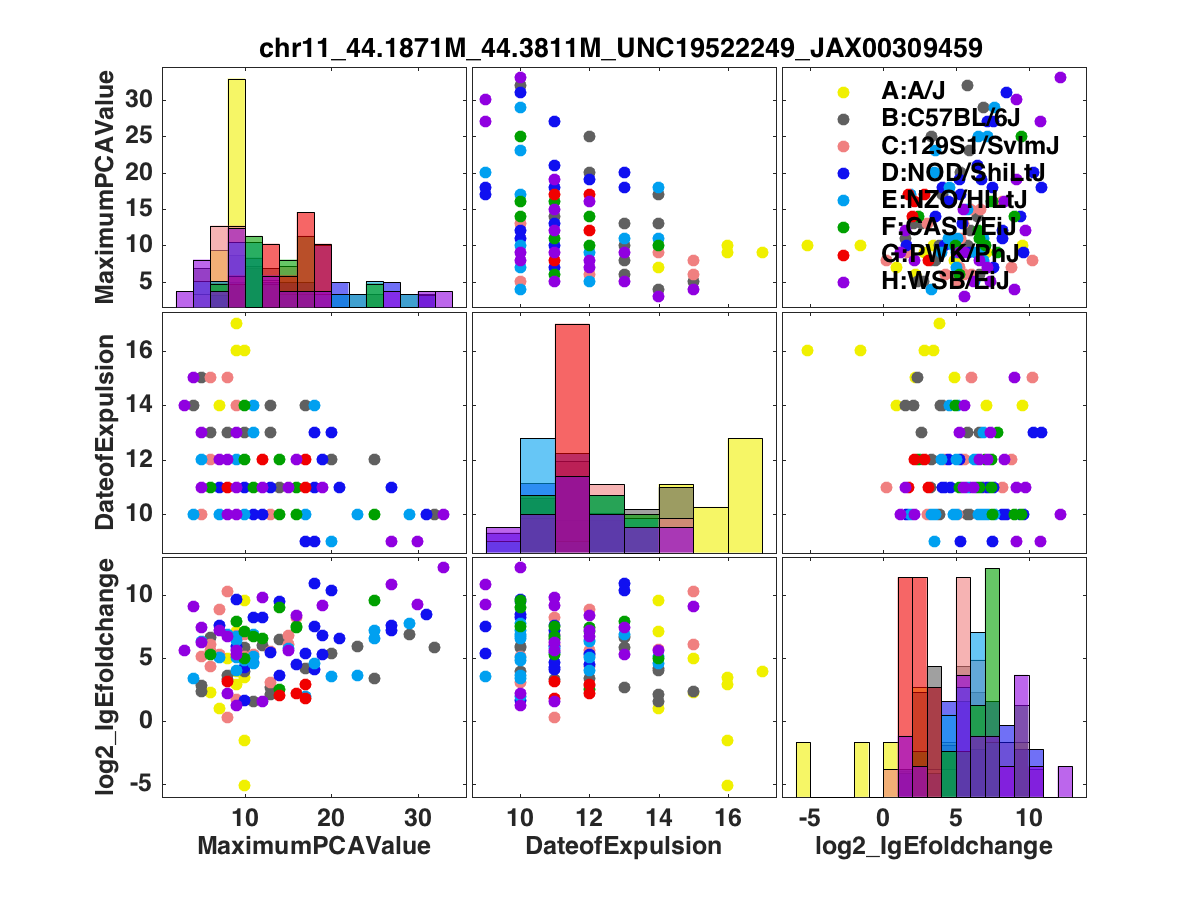 chr11_44.1871M_44.3811M_UNC19522249_JAX00309459
MaximumPCAValue
30
25
20
15
10
5
A:A/J
B:C57BL/6J
C:129S1/SvImJ
D:NOD/ShiLtJ
E:NZO/HILtJ
F:CAST/EiJ
G:PWK/PhJ
H:WSB/EiJ
DateofExpulsion
16
14
12
10
log2_IgEfoldchange
10
5
0
-5
10 20 30
10 12 14 16
-5 0 5 10
MaximumPCAValue
DateofExpulsion
log2_IgEfoldchange